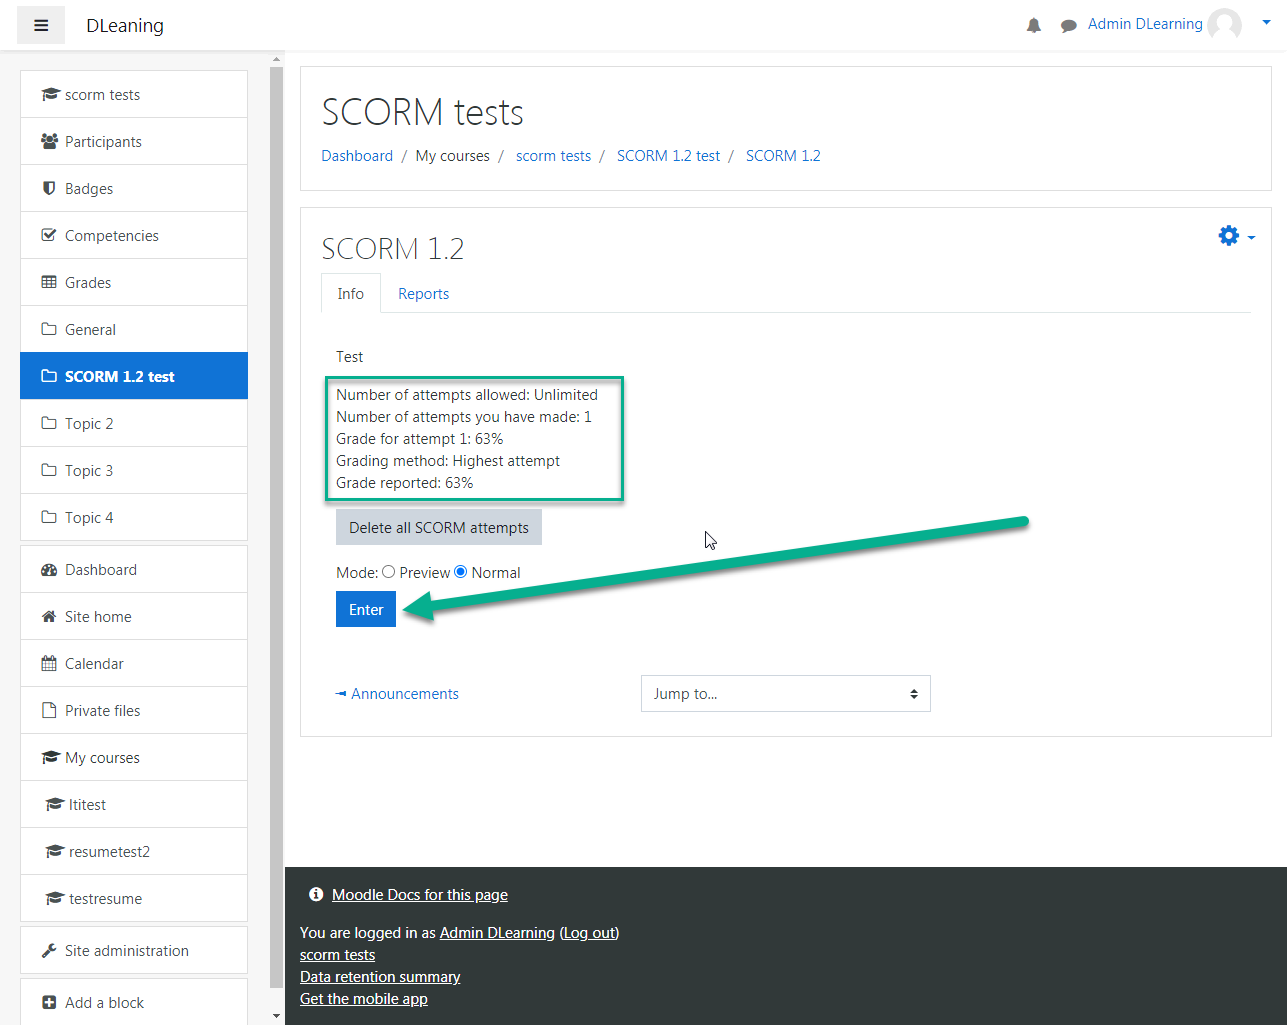 DLeaning
Admin DLearning
scorm tests
Participants
Badges
Competencies
Grades
General
SCORM 1.2 test
Topic 2
Topic 3
Topic 4
Dashboard
Site home
Calendar
Private files
My courses
ltitest
resumetest2
testresume
Site administration
Add a block
SCORM tests
Dashboard / My courses / scorm tests / SCORM 1.2 test / SCORM 1.2
SCORM 1.2
Info Reports
Test
Number of attempts allowed: Unlimited
Number of attempts you have made: 1
Grade for attempt 1: 63%
Grading method: Highest attempt
Grade reported: 63%
Delete all SCORM attempts
Mode: Preview Normal
Enter
Announcements
Jump to...
Moodle Docs for this page
You are logged in as Admin DLearning (Log out)
scorm tests
Data retention summary
Get the mobile app